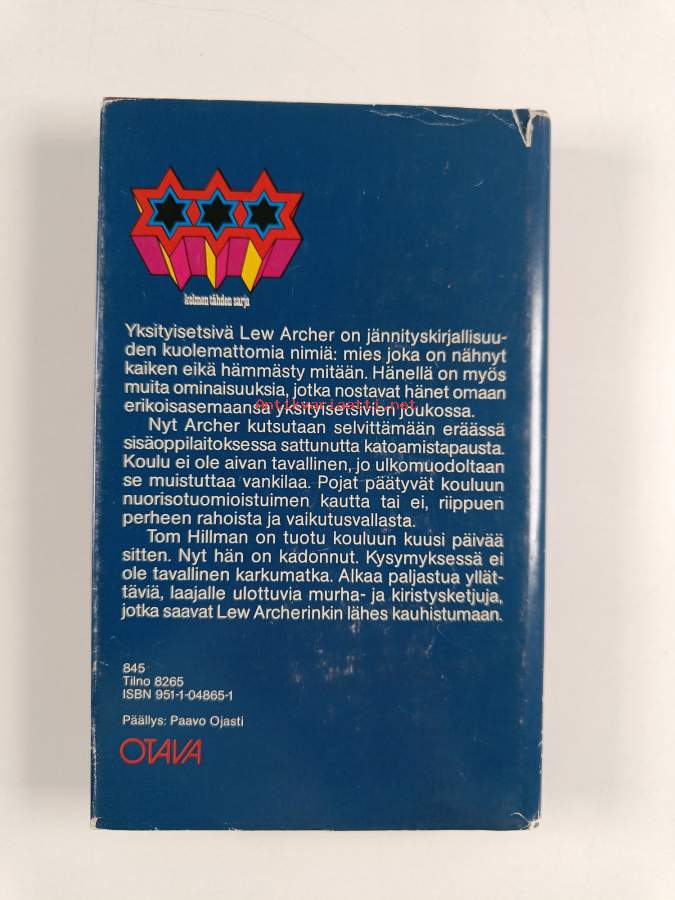 kolmen tähden sarja
Yksityisetsivä Lew Archer on jännityskirjallisuu-
den kuolemattomia nimiä: mies joka on nähnyt
kaiken eikä hämmästy mitään. Hänellä on myös
muita ominaisuuksia, jotka nostavat hänet omaan
Antikvariaatti.net
erikoisasemaansa yksityisetsivien joukossa.
Nyt Archer kutsutaan selvittämään eräässä
sisäoppilaitoksessa sattunutta katoamistapausta.
Koulu ei ole aivan tavallinen, jo ulkomuodoltaan
se muistuttaa vankilaa. Pojat päätyvät kouluun
nuorisotuomioistuimen kautta tai ei, riippuen
perheen rahoista ja vaikutusvallasta.
Tom Hillman on tuotu kouluun kuusi päivää
sitten. Nyt hän on kadonnut. Kysymyksessä ei
ole tavallinen karkumatka. Alkaa paljastua yllät-
täviä, laajalle ulottuvia murha- ja kiristysketjuja,
jotka saavat Lew Archerinkin lähes kauhistumaan.
845
Tilno 8265
ISBN 951-1-04865-1
Päällys: Paavo Ojasti
OTAVA